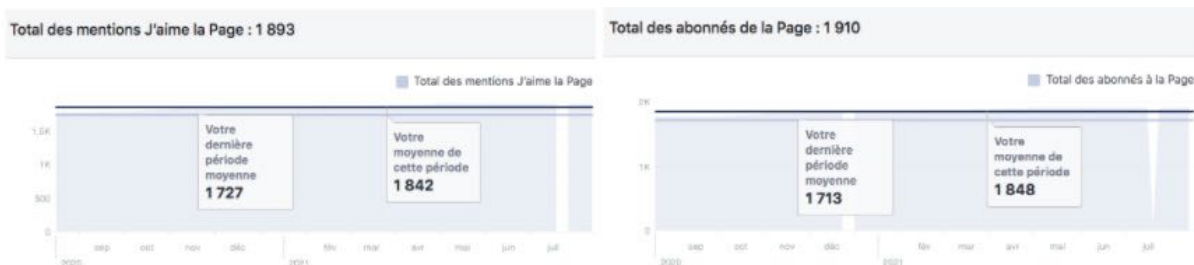 Total des mentions J'aime la Page : 1 893
Total des mentions J'aime la Page
1,5K
1K
500
0
Votre
dernière
période
moyenne
1 727
Votre
moyenne de
cette période
1 842
sep oct nov déc fév mar avr mai jun juil
2020 2021
Total des abonnés de la Page : 1 910
Total des abonnés à la Page
2K
1K
0
Votre
dernière
période
moyenne
1 713
Votre
moyenne de
cette période
1 848
sep oct nov déc fév mar avr mai jun juil
2020 2021